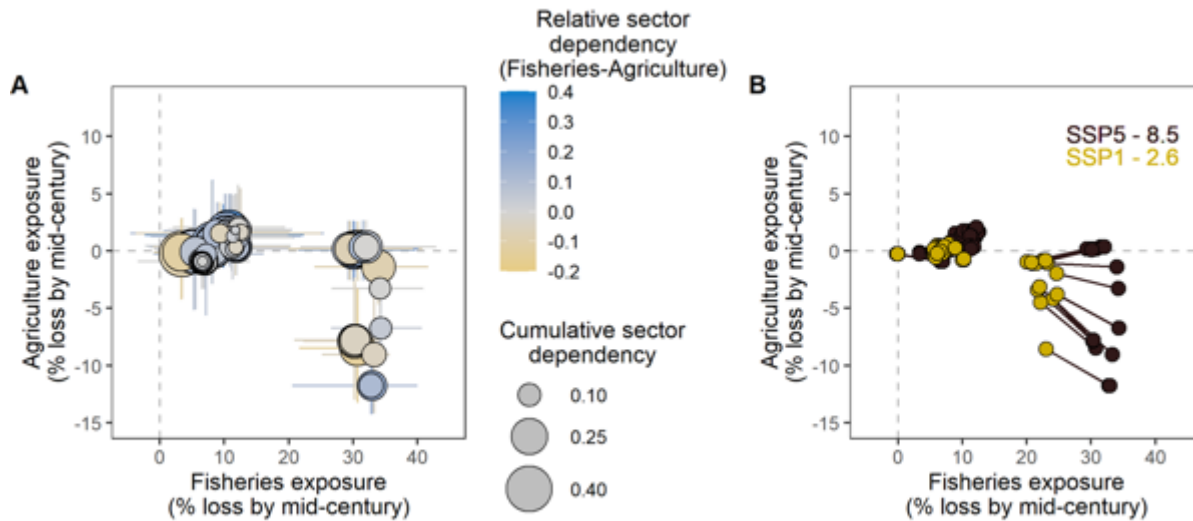 A
Agriculture exposure
(% loss by mid-century)
10
5
0
-5
-10
-15
0
10
20
30
40
Fisheries exposure
(% loss by mid-century)
Relative sector
dependency
(Fisheries-Agriculture)
0.4
0.3
0.2
0.1
0.0
-0.1
-0.2
Cumulative sector
dependency
0.10
0.25
0.40
B
SSP5 - 8.5
SSP1 - 2.6
Agriculture exposure
(% loss by mid-century)
10
5
0
-5
-10
-15
0
10
20
30
40
Fisheries exposure
(% loss by mid-century)